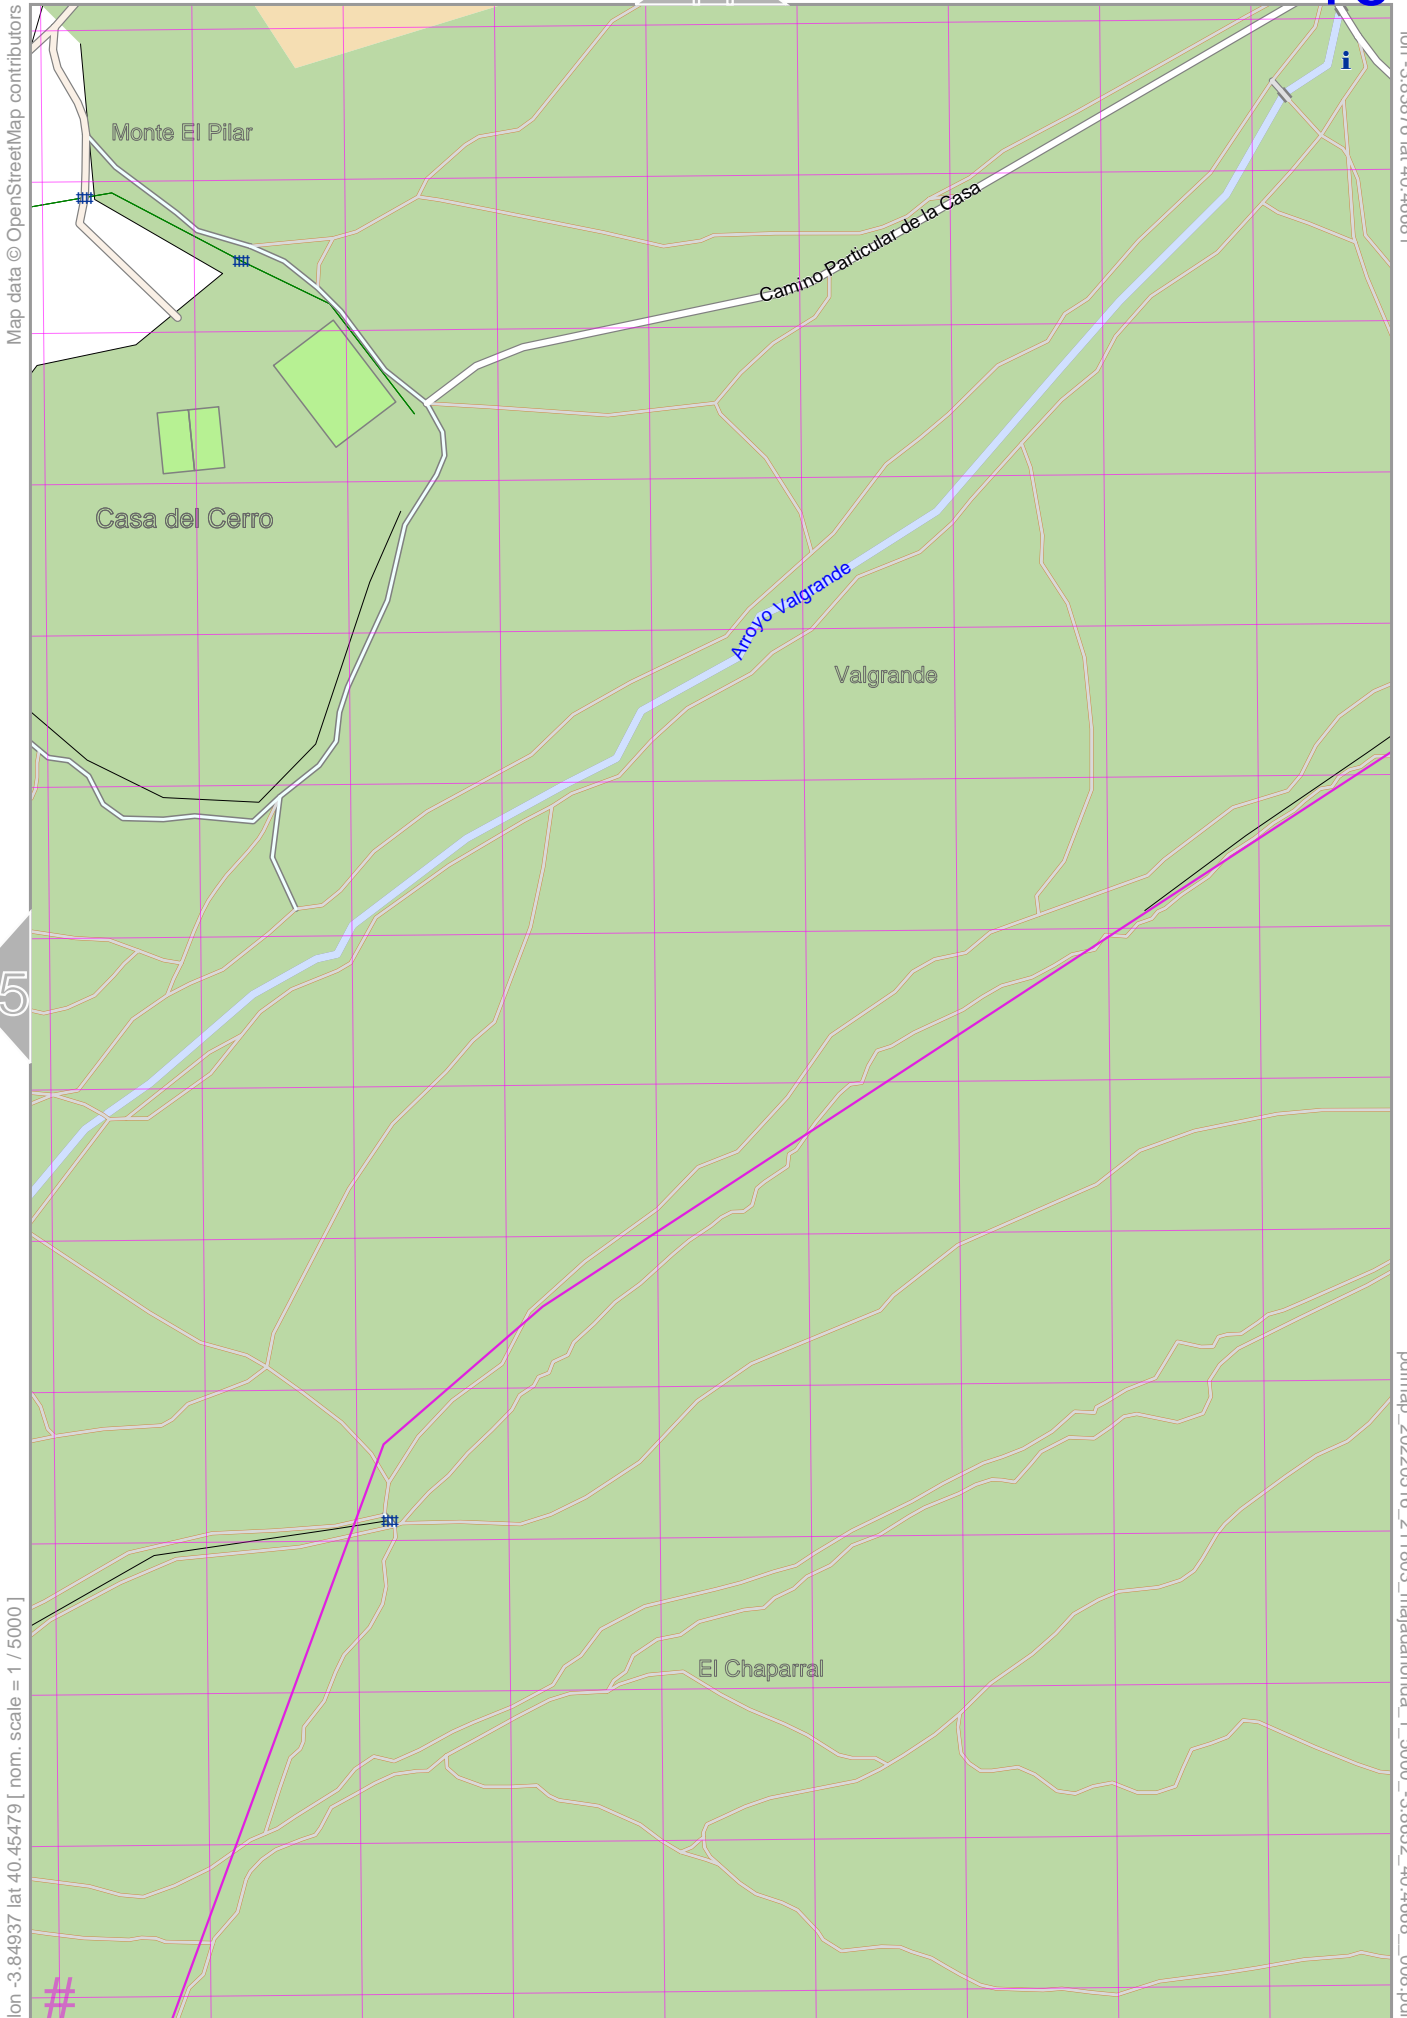 Map data © OpenStreetMap contributors
Monte El Pilar
i
Camino Particular de la Casa
Casa del Cerro
Arroyo Valgrande
Valgrande
5
El Chaparral
lon -3.84937 lat 40.45479 [ nom. scale = 1 / 5000 ]
#